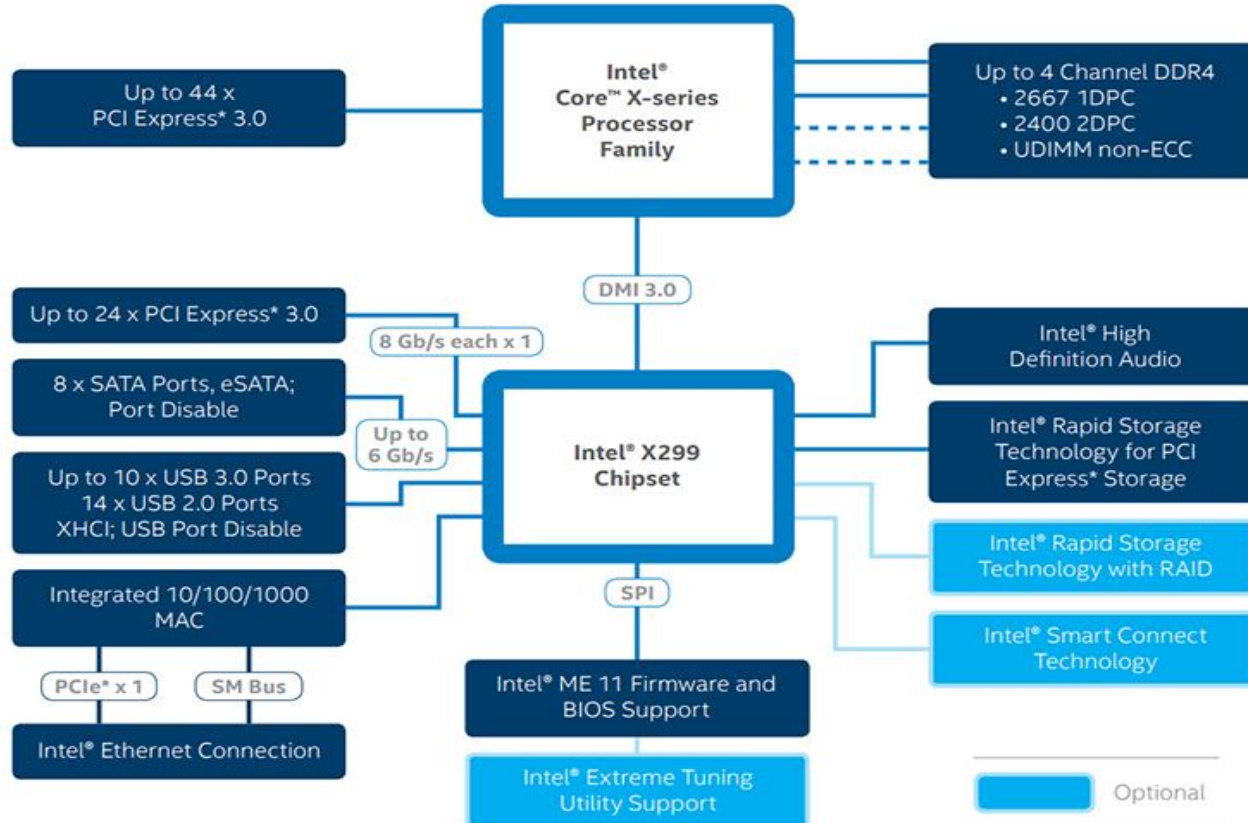 Up to 44 x
PCI Express* 3.0
Intel®
Core™ X-series
Processor
Family
Up to 4 Channel DDR4
• 2667 1DPC
• 2400 2DPC
• UDIMM non-ECC
DMI 3.0
Up to 24 x PCI Express* 3.0
8 Gb/s each x 1
8 x SATA Ports, eSATA;
Port Disable
Up to
6 Gb/s
Up to 10 x USB 3.0 Ports
14 x USB 2.0 Ports
XHCI; USB Port Disable
Integrated 10/100/1000
MAC
PCIe* x 1
SM Bus
Intel® Ethernet Connection
Intel® X299
Chipset
SPI
Intel® ME 11 Firmware and
BIOS Support
Intel® Extreme Tuning
Utility Support
Intel® High
Definition Audio
Intel® Rapid Storage
Technology for PCI
Express* Storage
Intel® Rapid Storage
Technology with RAID
Intel® Smart Connect
Technology
Optional